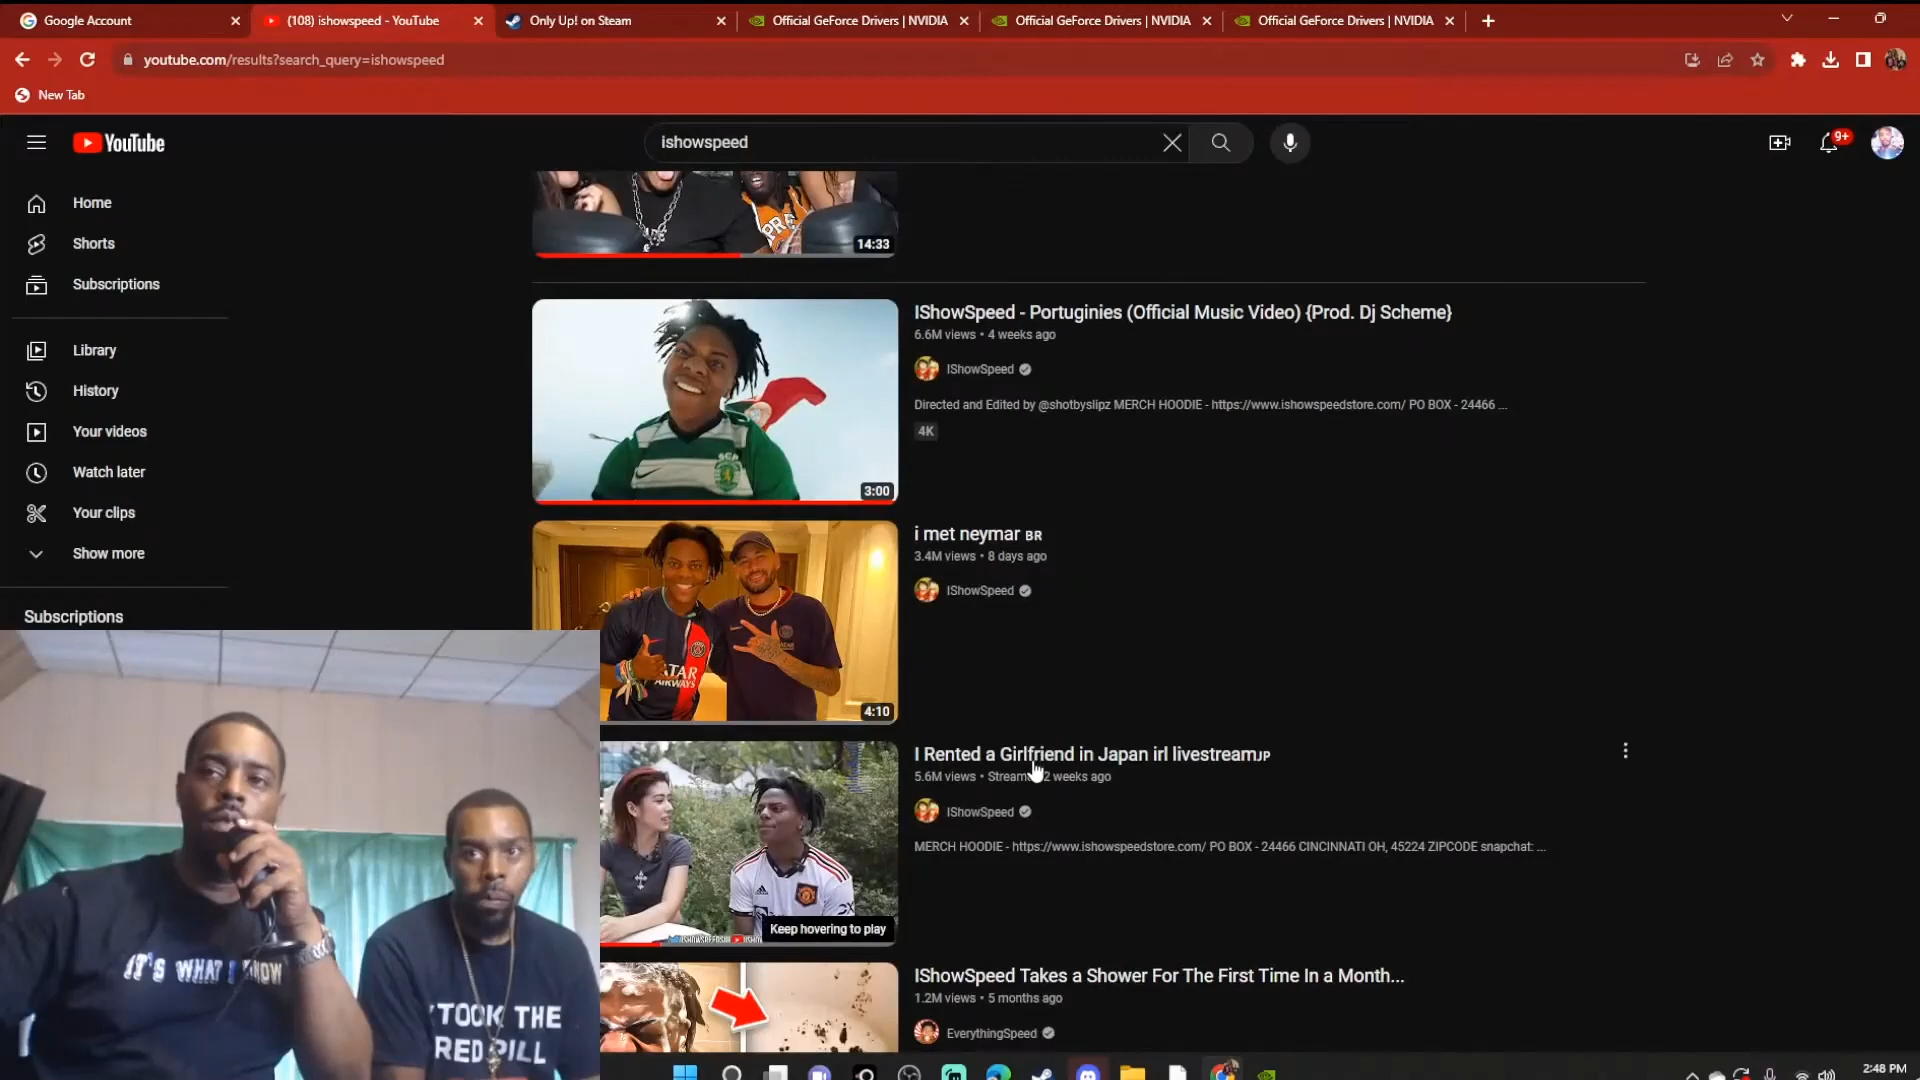 Google Account
(108) ishowspeed - YouTube
Only Up! on Steam
Official GeForce Drivers | NVIDIA
Official GeForce Drivers | NVIDIA
Official GeForce Drivers | NVIDIA
youtube.com/results?search_query=ishowspeed
New Tab
YouTube
ishowspeed
9+
Home
Shorts
Subscriptions
Library
History
Your videos
Watch later
Your clips
Show more
Subscriptions
14:33
IShowSpeed - Portuginies (Official Music Video) {Prod. Dj Scheme}
6.6M views • 4 weeks ago
IShowSpeed
Directed and Edited by @shotbyslipz MERCH HOODIE - https://www.ishowspeedstore.com/ PO BOX - 24466 ...
4K
3:00
i met neymar BR
3.4M views • 8 days ago
IShowSpeed
QATAR
AIRWAYS
4:10
I Rented a Girlfriend in Japan irl livestreamJP
5.6M views • Stream 2 weeks ago
IShowSpeed
MERCH HOODIE - https://www.ishowspeedstore.com/ PO BOX - 24466 CINCINNATI OH, 45224 ZIPCODE snapchat: ...
Keep hovering to play
IShowSpeed Takes a Shower For The First Time In a Month...
1.2M views • 5 months ago
EverythingSpeed
IT'S WHAT I KNOW
I TOOK THE
RED PILL
2:48 PM